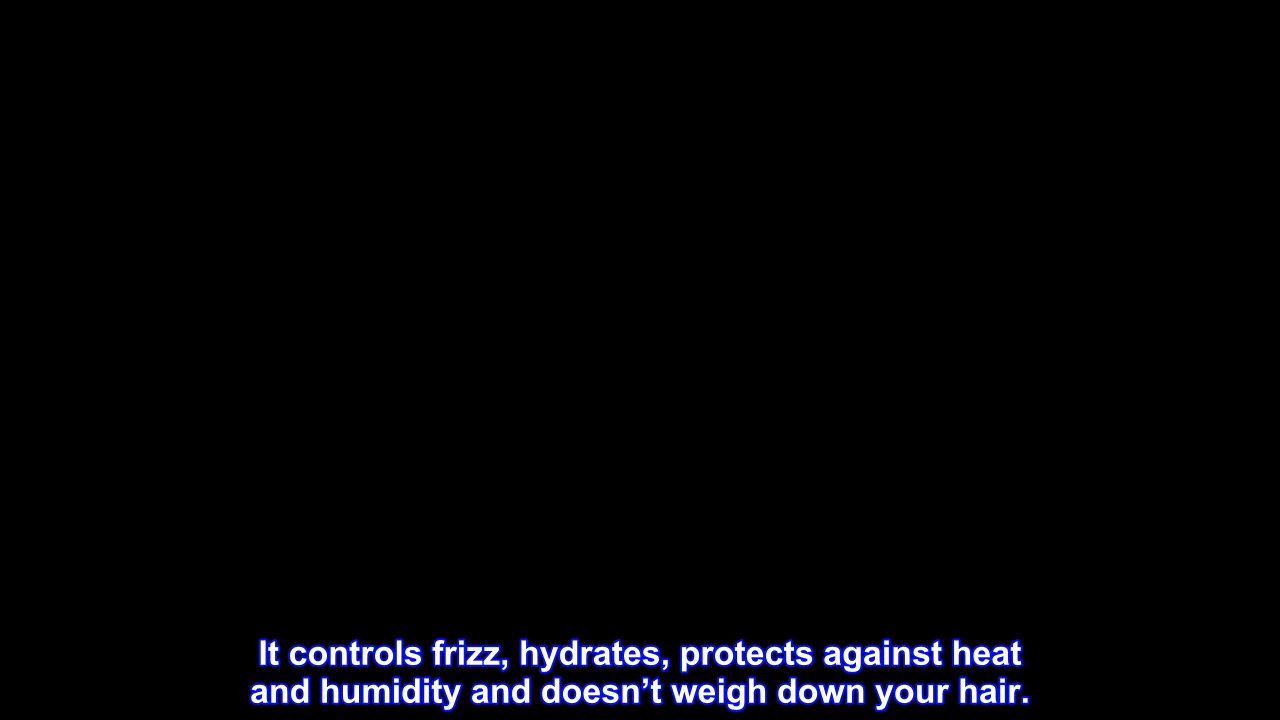 It controls frizz, hydrates, protects against heat
and humidity and doesn’t weigh down your hair.